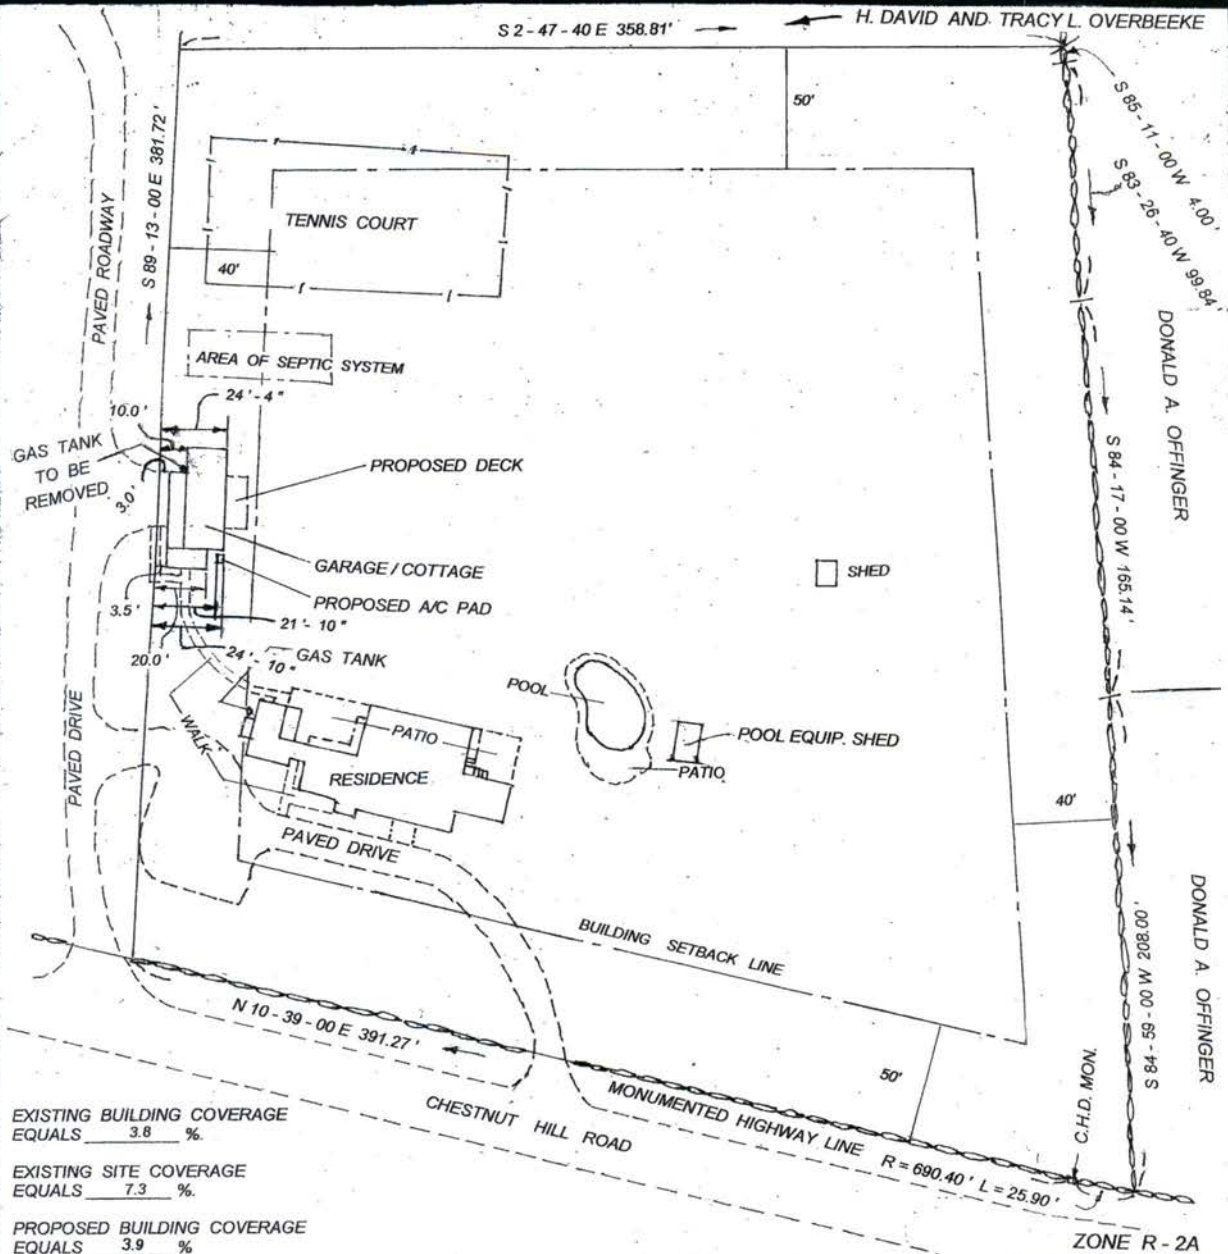 H. DAVID AND TRACY L. OVERBEEKE
S 2 - 47 - 40 E 358.81'
S 85 - 11 - 00 W 4.00'
S 83 - 26 - 40 W 99.84'
50'
S 89 - 13 - 00 E 381.72'
PAVED ROADWAY
TENNIS COURT
40'
DONALD A. OFFINGER
AREA OF SEPTIC SYSTEM
24' - 4"
10.0'
GAS TANK
TO BE
REMOVED
3.0'
PROPOSED DECK
S 84 - 17 - 00 W 165.14'
GARAGE / COTTAGE
SHED
PROPOSED A/C PAD
3.5'
21' - 10"
20.0'
24' - 10"
GAS TANK
POOL
WALK
PATIO
POOL EQUIP. SHED
PATIO
RESIDENCE
PAVED DRIVE
40'
PAVED DRIVE
DONALD A. OFFINGER
S 84 - 59 - 00 W 208.00'
BUILDING SETBACK LINE
N 10 - 39 - 00 E 391.27'
50'
C.H.D. MON.
MONUMENTED HIGHWAY LINE
R = 690.40' L = 25.90'
CHESTNUT HILL ROAD
EXISTING BUILDING COVERAGE
EQUALS 3.8 %.
EXISTING SITE COVERAGE
EQUALS 7.3 %.
PROPOSED BUILDING COVERAGE
EQUALS 3.9 %
ZONE R - 2A